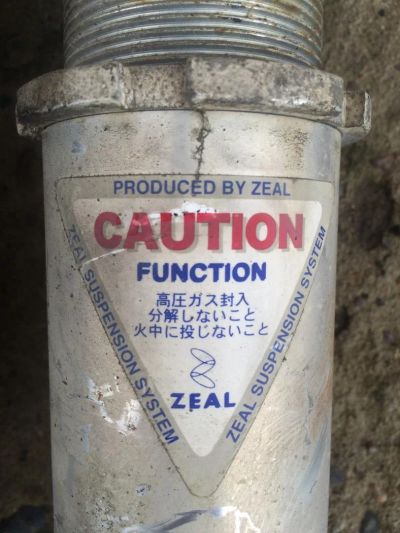 PRODUCED BY ZEAL
CAUTION
FUNCTION
高圧ガス封入
分解しないこと
火中に投じないこと
ZEAL
ZEAL SUSPENSION SYSTEM
ZEAL SUSPENSION SYSTEM